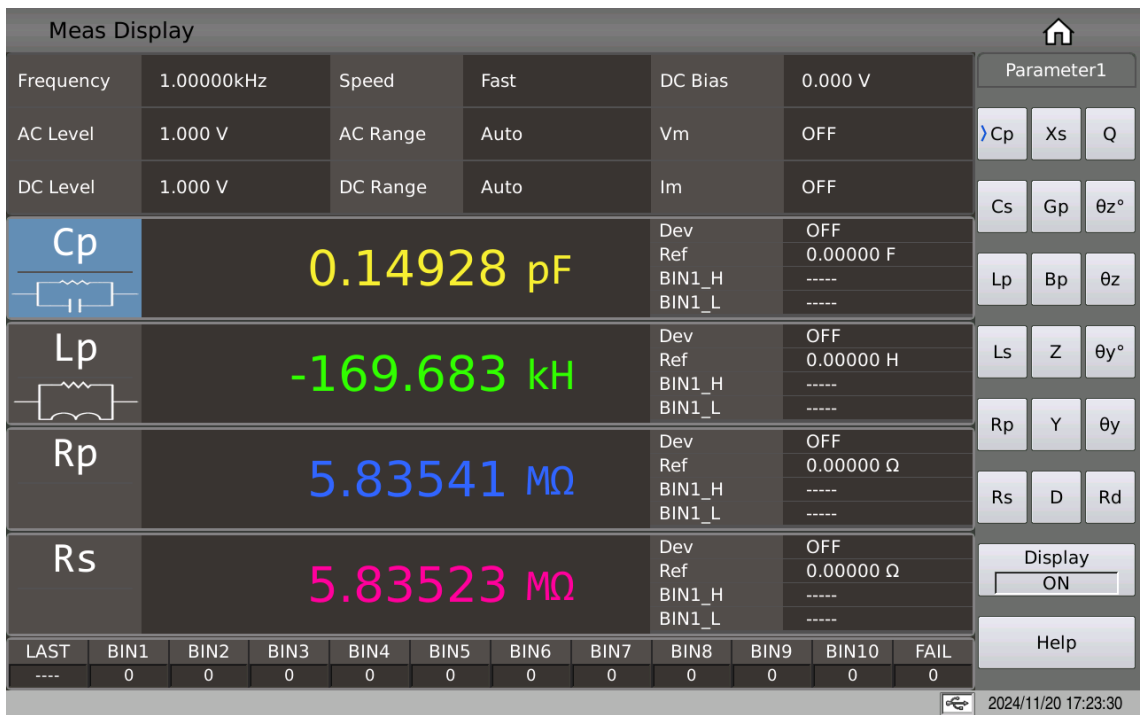 Meas Display
Frequency 1.00000kHz Speed Fast DC Bias 0.000 V
AC Level 1.000 V AC Range Auto Vm OFF
DC Level 1.000 V DC Range Auto Im OFF
Cp 0.14928 pF
Dev OFF
Ref 0.00000 F
BIN1_H -----
BIN1_L -----
Lp -169.683 kH
Dev OFF
Ref 0.00000 H
BIN1_H -----
BIN1_L -----
Rp 5.83541 MΩ
Dev OFF
Ref 0.00000 Ω
BIN1_H -----
BIN1_L -----
Rs 5.83523 MΩ
Dev OFF
Ref 0.00000 Ω
BIN1_H -----
BIN1_L -----
LAST BIN1 BIN2 BIN3 BIN4 BIN5 BIN6 BIN7 BIN8 BIN9 BIN10 FAIL
---- 0 0 0 0 0 0 0 0 0 0 0
Parameter1
Cp Xs Q
Cs Gp θz°
Lp Bp θz
Ls Z θy°
Rp Y θy
Rs D Rd
Display
ON
Help
2024/11/20 17:23:30